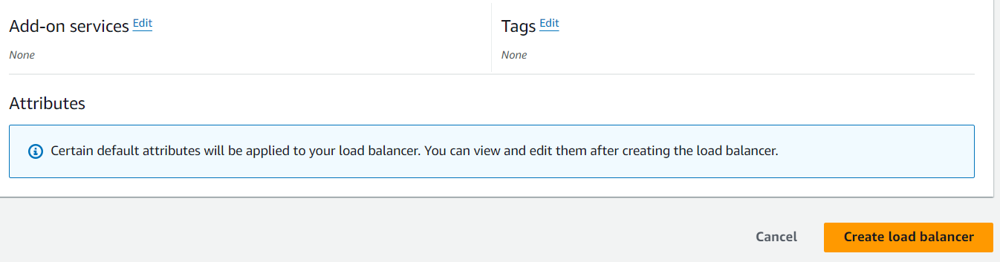 Add-on services Edit
Tags Edit
None
None
Attributes
Certain default attributes will be applied to your load balancer. You can view and edit them after creating the load balancer.
Cancel
Create load balancer